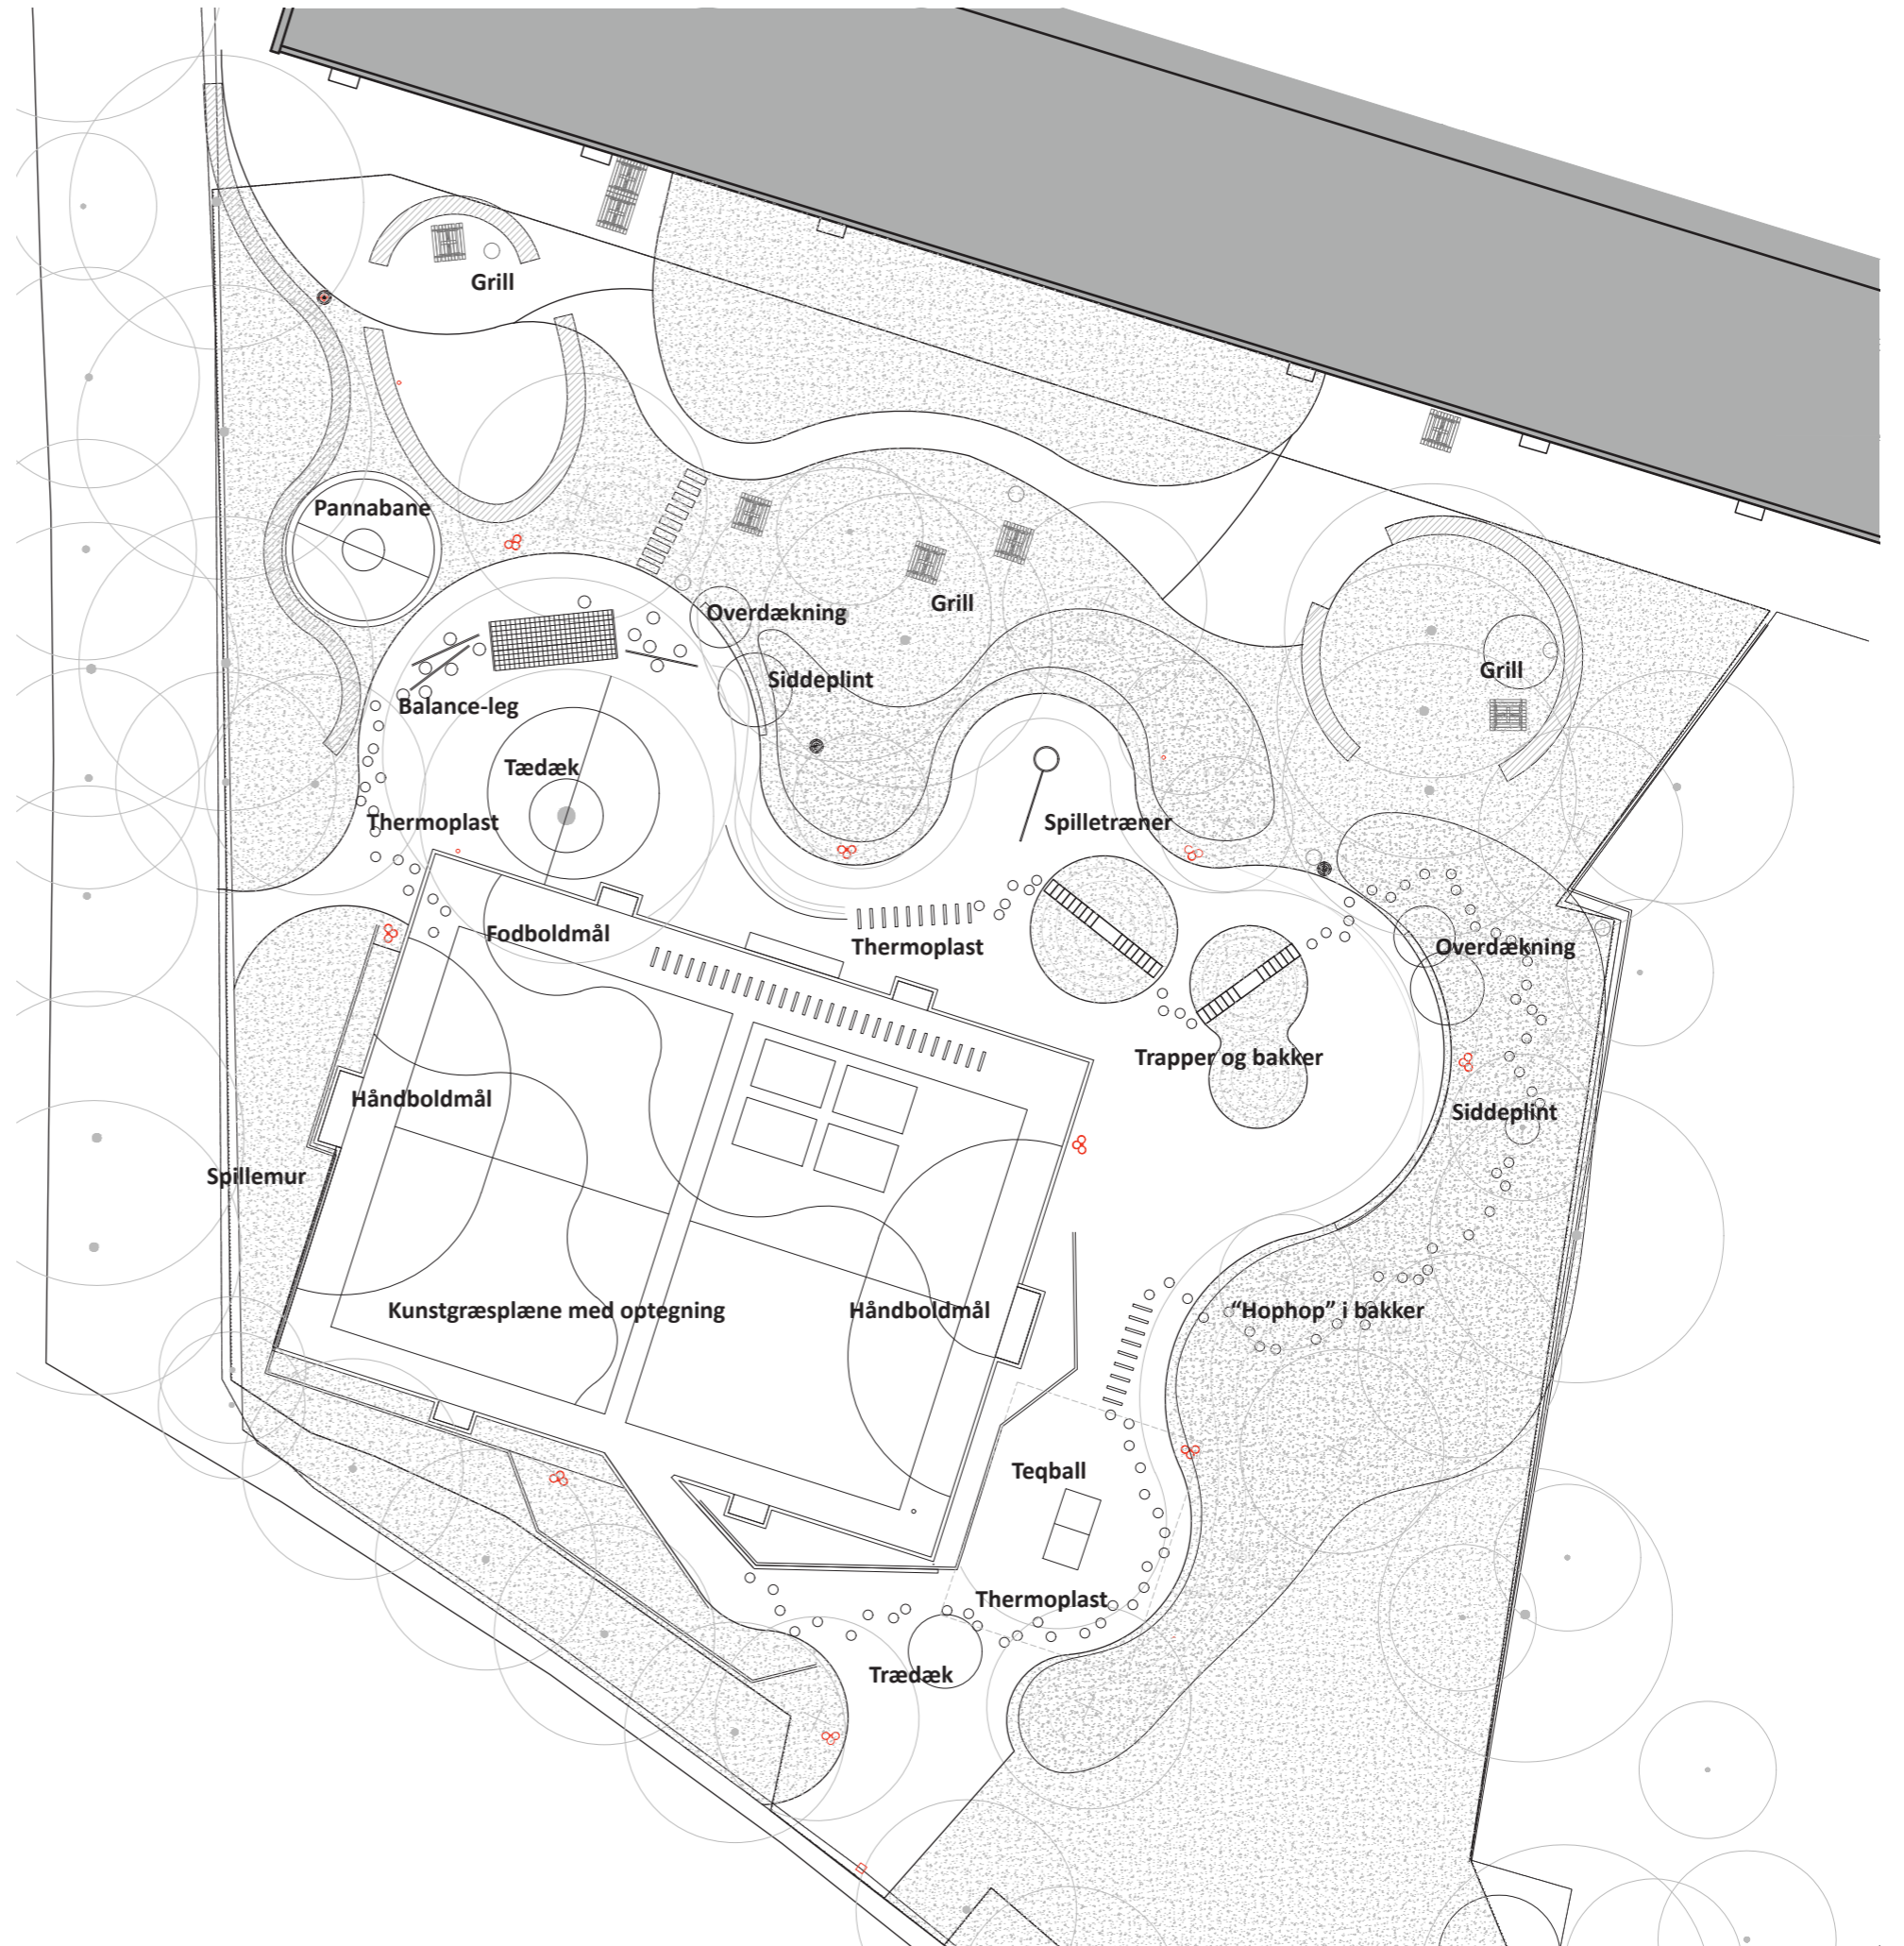 Grill
Pannabane
Overdækning
Grill
Siddeplint
Grill
Balance-leg
Tædæk
Thermoplast
Spilletræner
Fodboldmål
Thermoplast
Overdækning
Trapper og bakker
Håndboldmål
Siddeplint
Spillemur
Kunstgræsplæne med optegning
Håndboldmål
“Hophop” i bakker
Teqball
Thermoplast
Trædæk